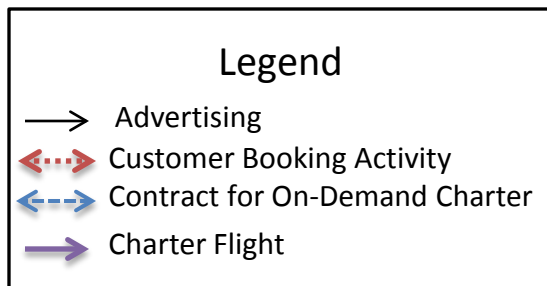 Legend
Advertising
Customer Booking Activity
Contract for On-Demand Charter
Charter Flight